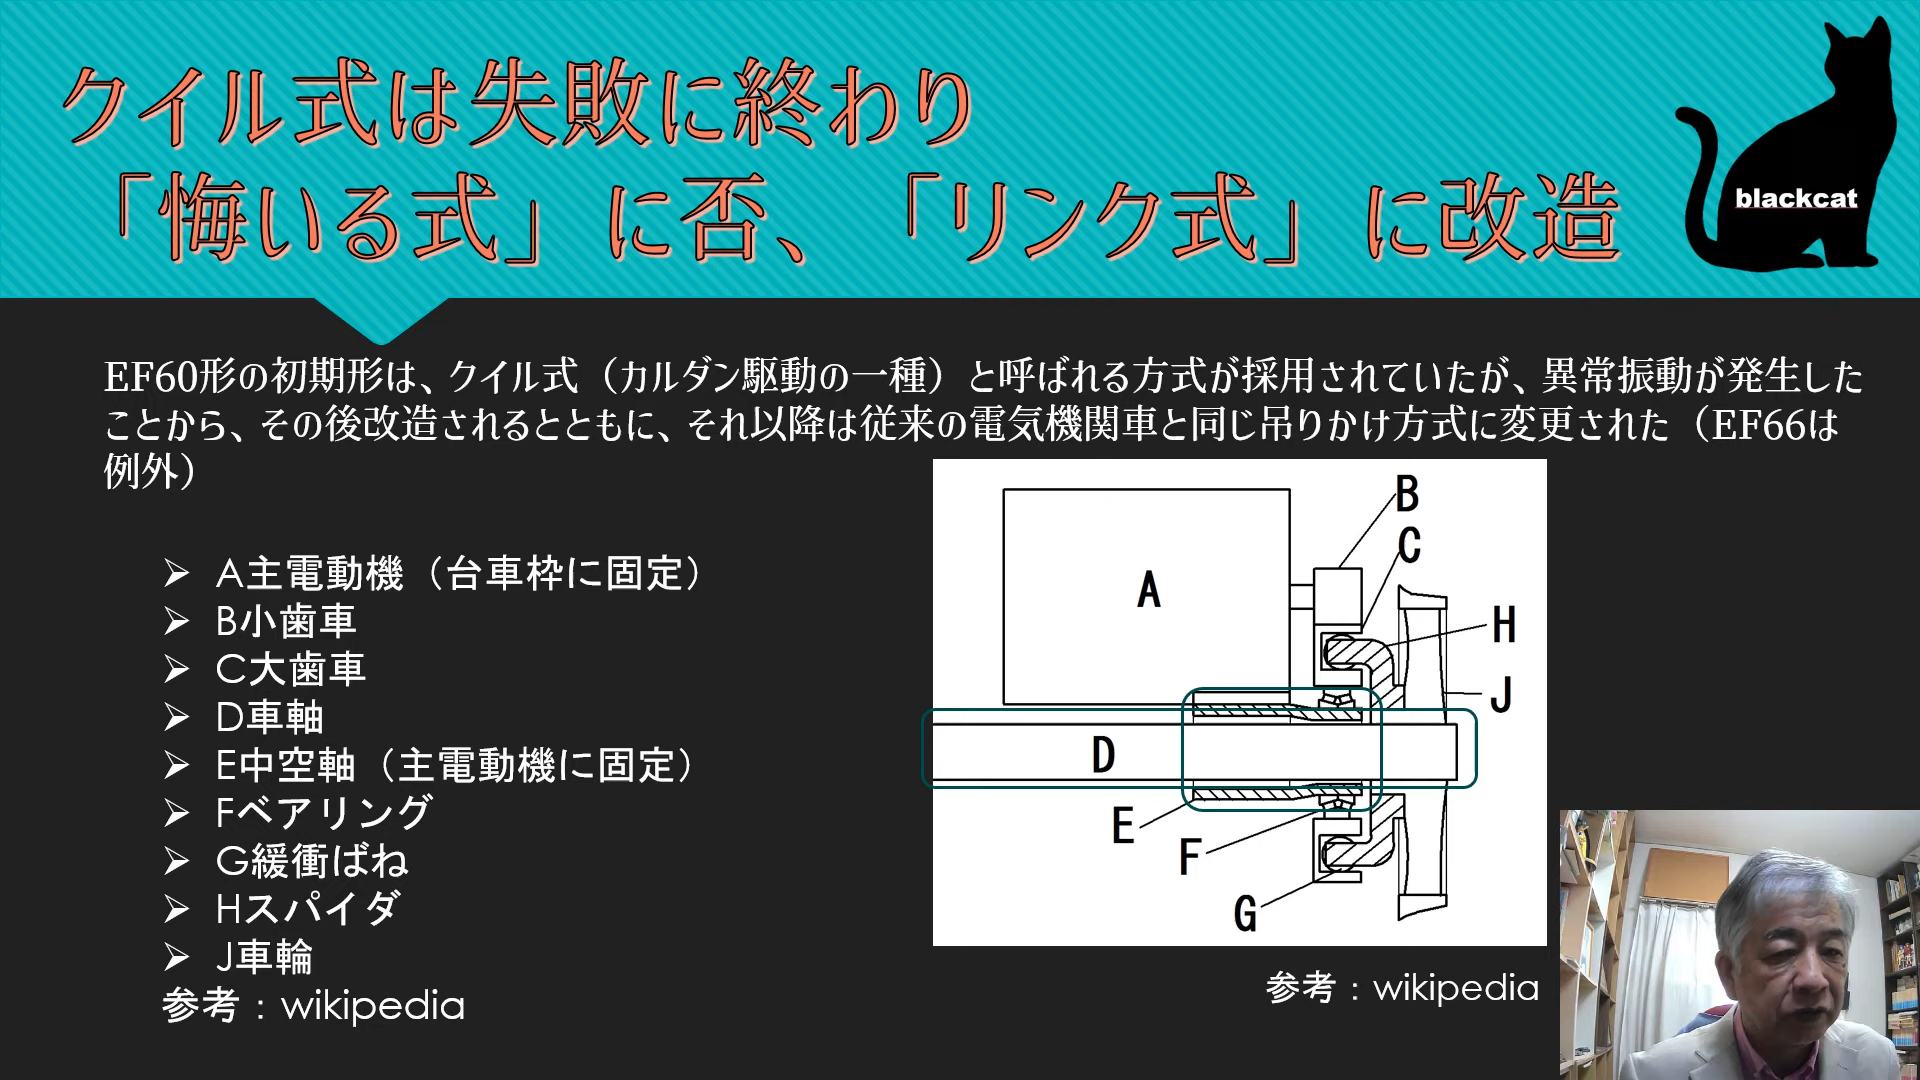 クイル式は失敗に終わり
「悔いる式」に否、「リンク式」に改造
blackcat
EF60形の初期形は、クイル式（カルダン駆動の一種）と呼ばれる方式が採用されていたが、異常振動が発生した
ことから、その後改造されるとともに、それ以降は従来の電気機関車と同じ吊りかけ方式に変更された（EF66は
例外）
➢ A主電動機（台車枠に固定）
➢ B小歯車
➢ C大歯車
➢ D車軸
➢ E中空軸（主電動機に固定）
➢ Fベアリング
➢ G緩衝ばね
➢ Hスパイダ
➢ J車輪
参考：wikipedia
A
B
C
H
J
D
E
F
G
参考：wikipedia